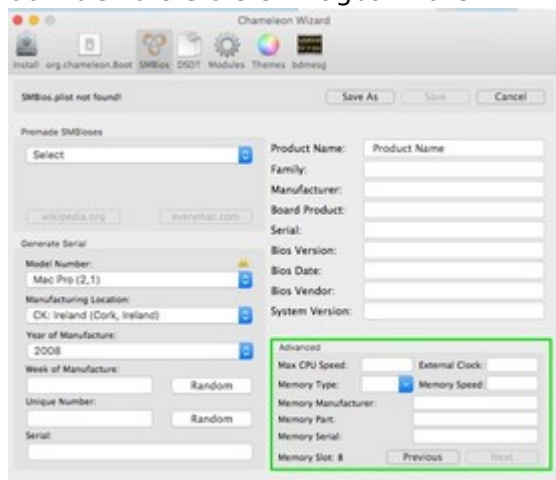 Chameleon Wizard
Install org.chameleon.Boot SMBios DSDT Modules Themes bdmesg
SMBios.plist not found!
Save As Save Cancel
Premade SMBioses
Select
wikipedia.org everymac.com
Generate Serial
Model Number:
Mac Pro (2,1)
Manufacturing Location:
CK: Ireland (Cork, Ireland)
Year of Manufacture:
2008
Week of Manufacture:
Random
Unique Number:
Random
Serial:
Product Name: Product Name
Family:
Manufacturer:
Board Product:
Serial:
Bios Version:
Bios Date:
Bios Vendor:
System Version:
Advanced
Max CPU Speed: External Clock:
Memory Type: Memory Speed:
Memory Manufacturer:
Memory Part:
Memory Serial:
Memory Slot: 8 Previous Next